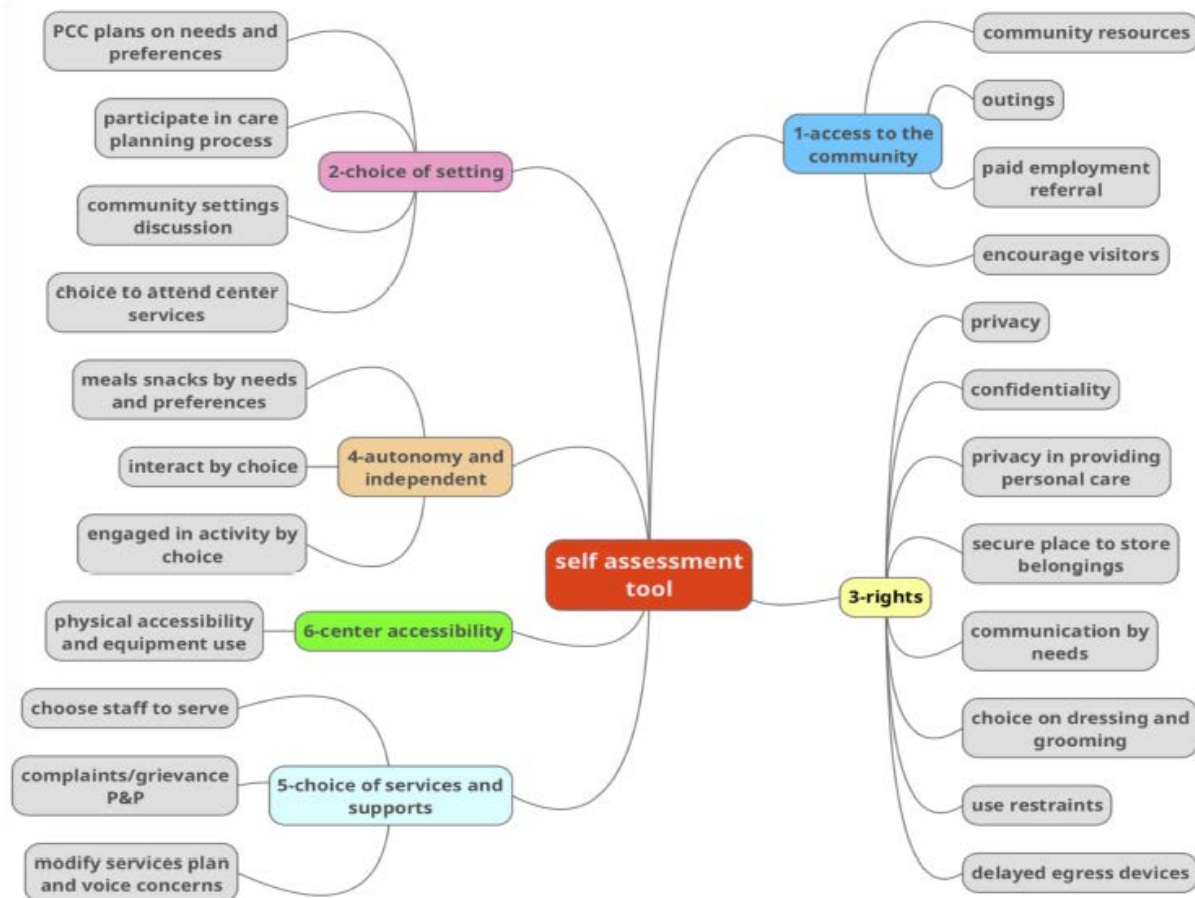 self assessment
tool
1-access to the
community
community resources
outings
paid employment
referral
encourage visitors
2-choice of setting
PCC plans on needs and
preferences
participate in care
planning process
community settings
discussion
choice to attend center
services
3-rights
privacy
confidentiality
privacy in providing
personal care
secure place to store
belongings
communication by
needs
choice on dressing and
grooming
use restraints
delayed egress devices
4-autonomy and
independent
meals snacks by needs
and preferences
interact by choice
engaged in activity by
choice
5-choice of services and
supports
choose staff to serve
complaints/grievance
P&P
modify services plan
and voice concerns
6-center accessibility
physical accessibility
and equipment use